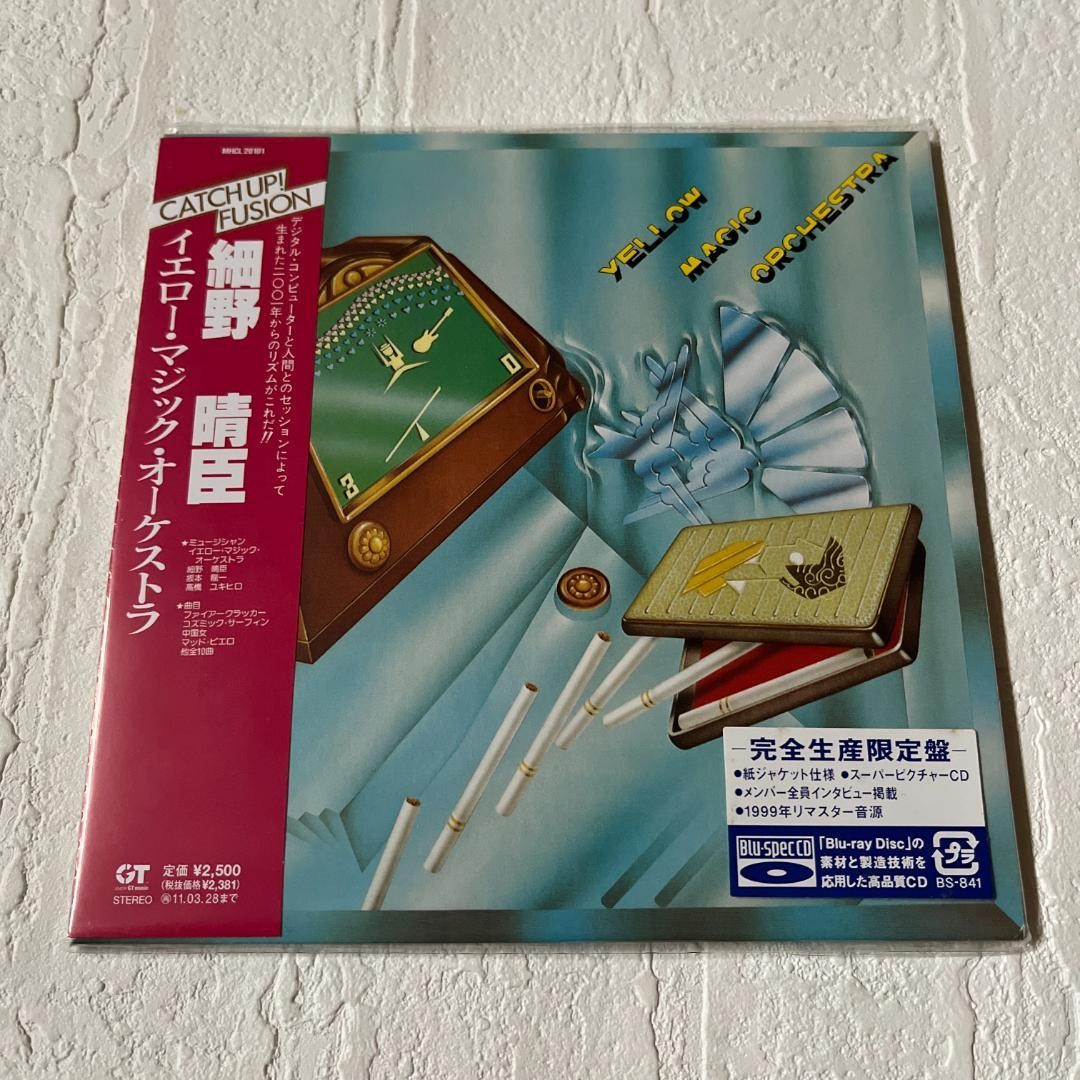 MHCL 20101
CATCH UP!
FUSION
デジタル・コンピューターと人間とのセッションによって
生まれた二〇〇一年からのリズムがこれだ!!
細野 晴臣
イエロー・マジック・オーケストラ
★ミュージシャン
イエロー・マジック・
オーケストラ
細野 晴臣
坂本 龍一
高橋 ユキヒロ
★曲目
ファイアークラッカー
コズミック・サーフィン
中国女
マッド・ピエロ
他全10曲
GT
GT music
STEREO
定価 ¥2,500
(税抜価格¥2,381)
再 11.03.28まで
YELLOW
MAGIC
ORCHESTRA
0
8
完全生産限定盤
●紙ジャケット仕様 ●スーパーピクチャーCD
●メンバー全員インタビュー掲載
●1999年リマスター音源
Blu-specCD
「Blu-ray Disc」の
素材と製造技術を
応用した高品質CD
プラ
BS-841